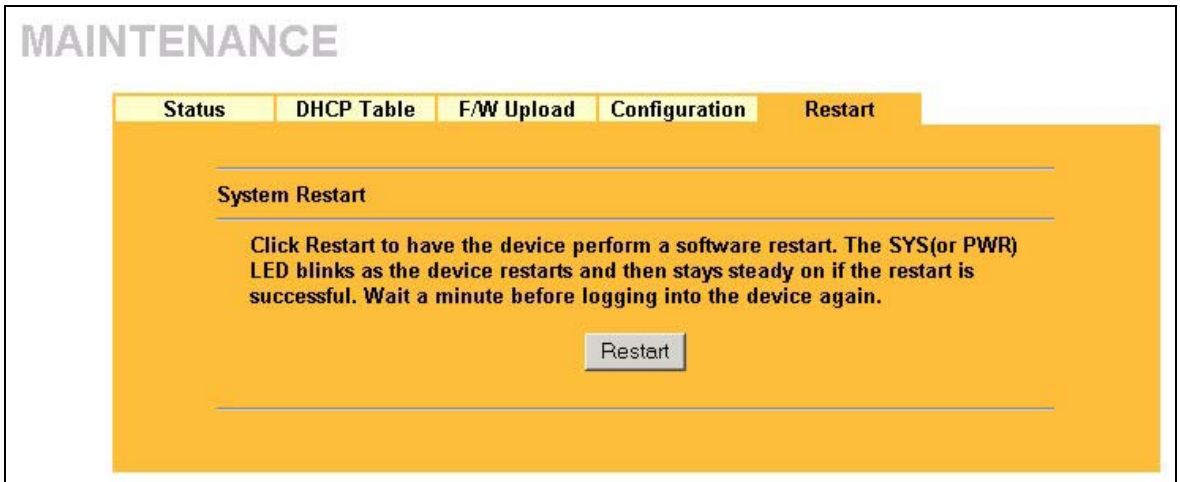 MAINTENANCE
Status DHCP Table F/W Upload Configuration Restart
System Restart
Click Restart to have the device perform a software restart. The SYS(or PWR)
LED blinks as the device restarts and then stays steady on if the restart is
successful. Wait a minute before logging into the device again.
Restart